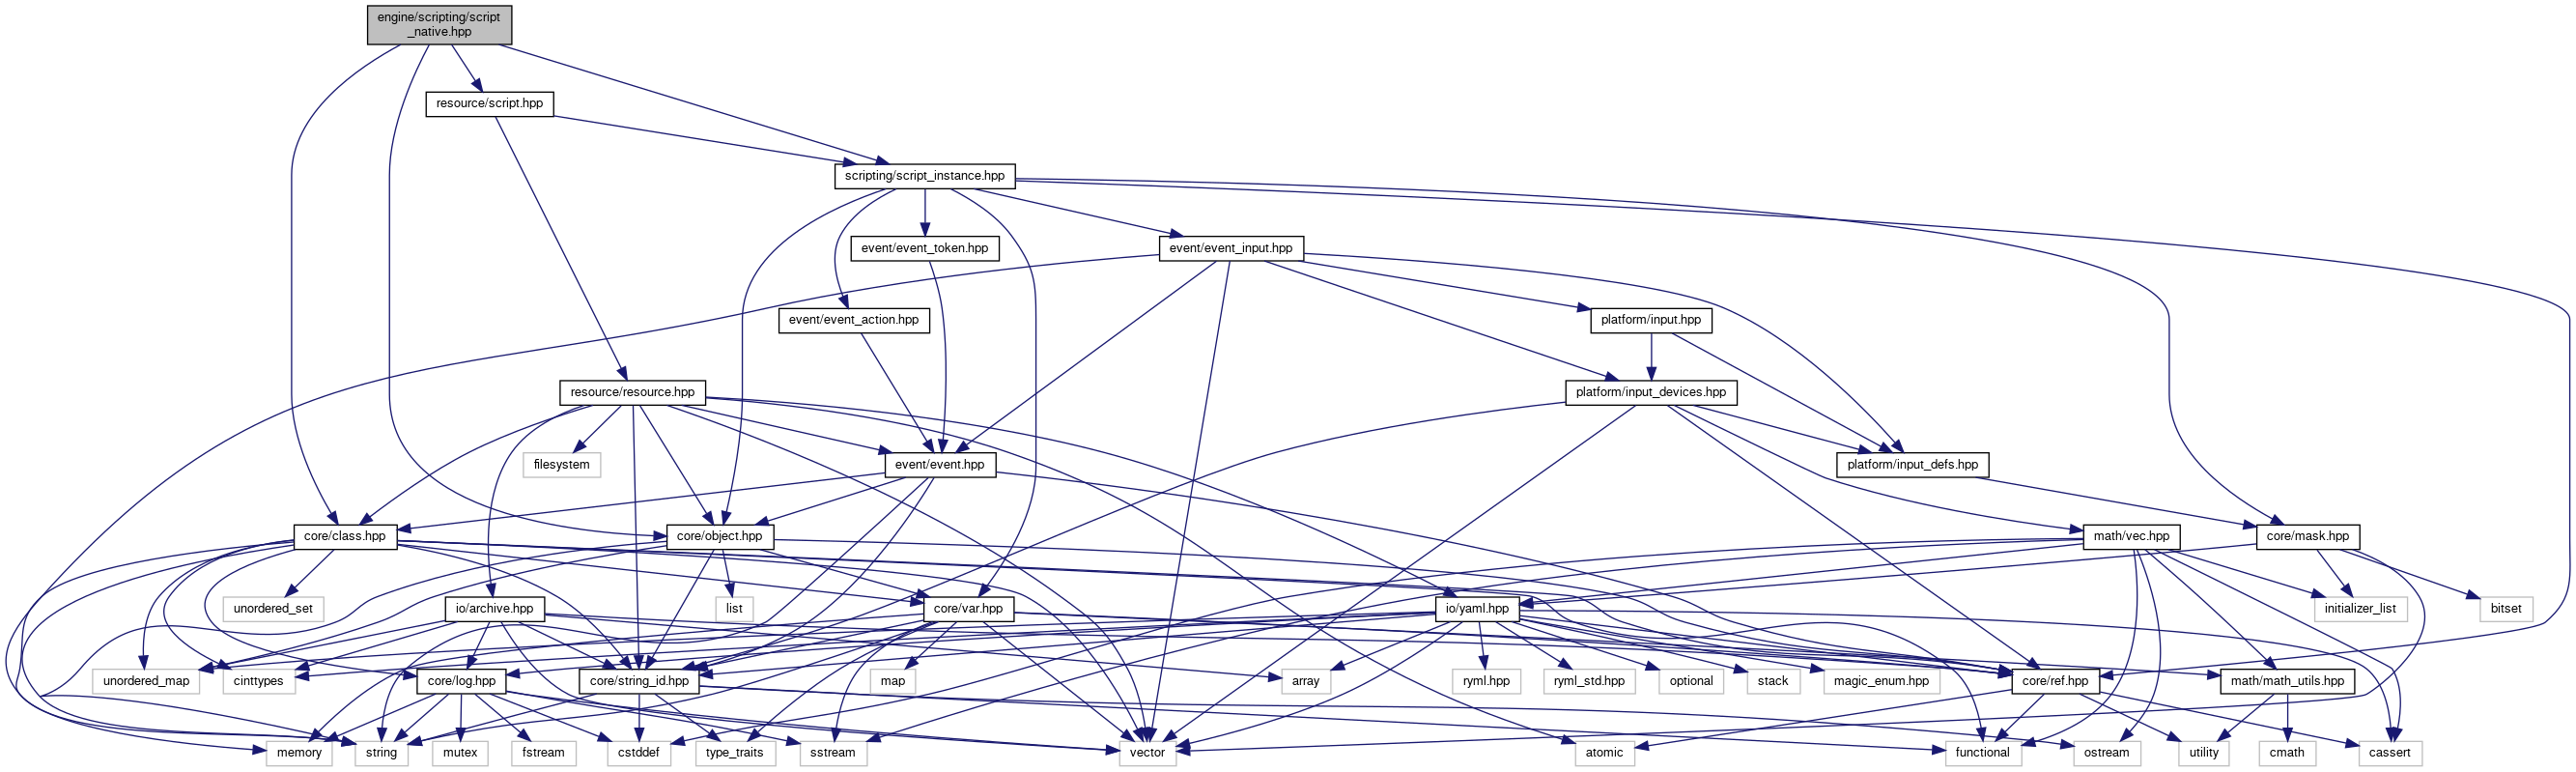 engine/scripting/script
_native.hpp
resource/script.hpp
scripting/script_instance.hpp
event/event_token.hpp
event/event_input.hpp
event/event_action.hpp
platform/input.hpp
resource/resource.hpp
platform/input_devices.hpp
filesystem
event/event.hpp
platform/input_defs.hpp
core/class.hpp
core/object.hpp
math/vec.hpp
core/mask.hpp
unordered_set
io/archive.hpp
list
core/var.hpp
io/yaml.hpp
initializer_list
bitset
unordered_map
cinttypes
core/log.hpp
core/string_id.hpp
map
array
ryml.hpp
ryml_std.hpp
optional
stack
magic_enum.hpp
core/ref.hpp
math/math_utils.hpp
memory
string
mutex
fstream
cstddef
type_traits
sstream
vector
atomic
functional
ostream
utility
cmath
cassert